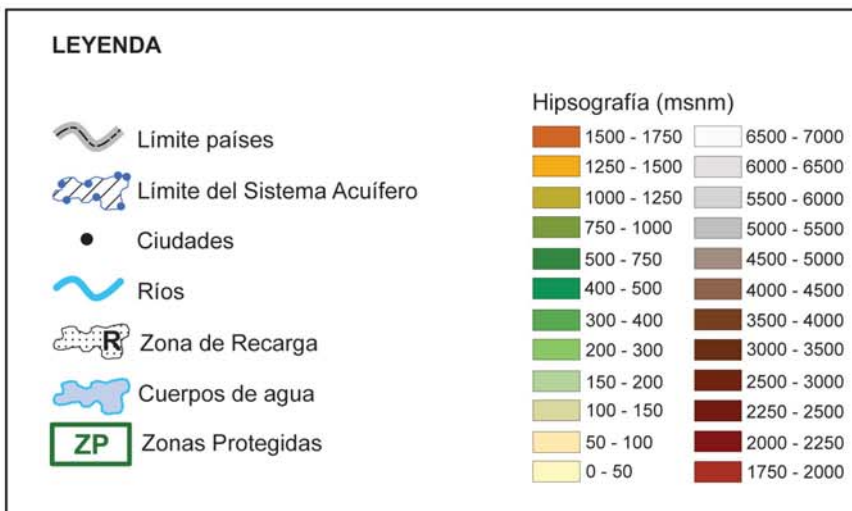 LEYENDA
Límite países
Límite del Sistema Acuífero
Ciudades
Ríos
R Zona de Recarga
Cuerpos de agua
ZP Zonas Protegidas
Hipsografía (msnm)
1500 - 1750
1250 - 1500
1000 - 1250
750 - 1000
500 - 750
400 - 500
300 - 400
200 - 300
150 - 200
100 - 150
50 - 100
0 - 50
6500 - 7000
6000 - 6500
5500 - 6000
5000 - 5500
4500 - 5000
4000 - 4500
3500 - 4000
3000 - 3500
2500 - 3000
2250 - 2500
2000 - 2250
1750 - 2000